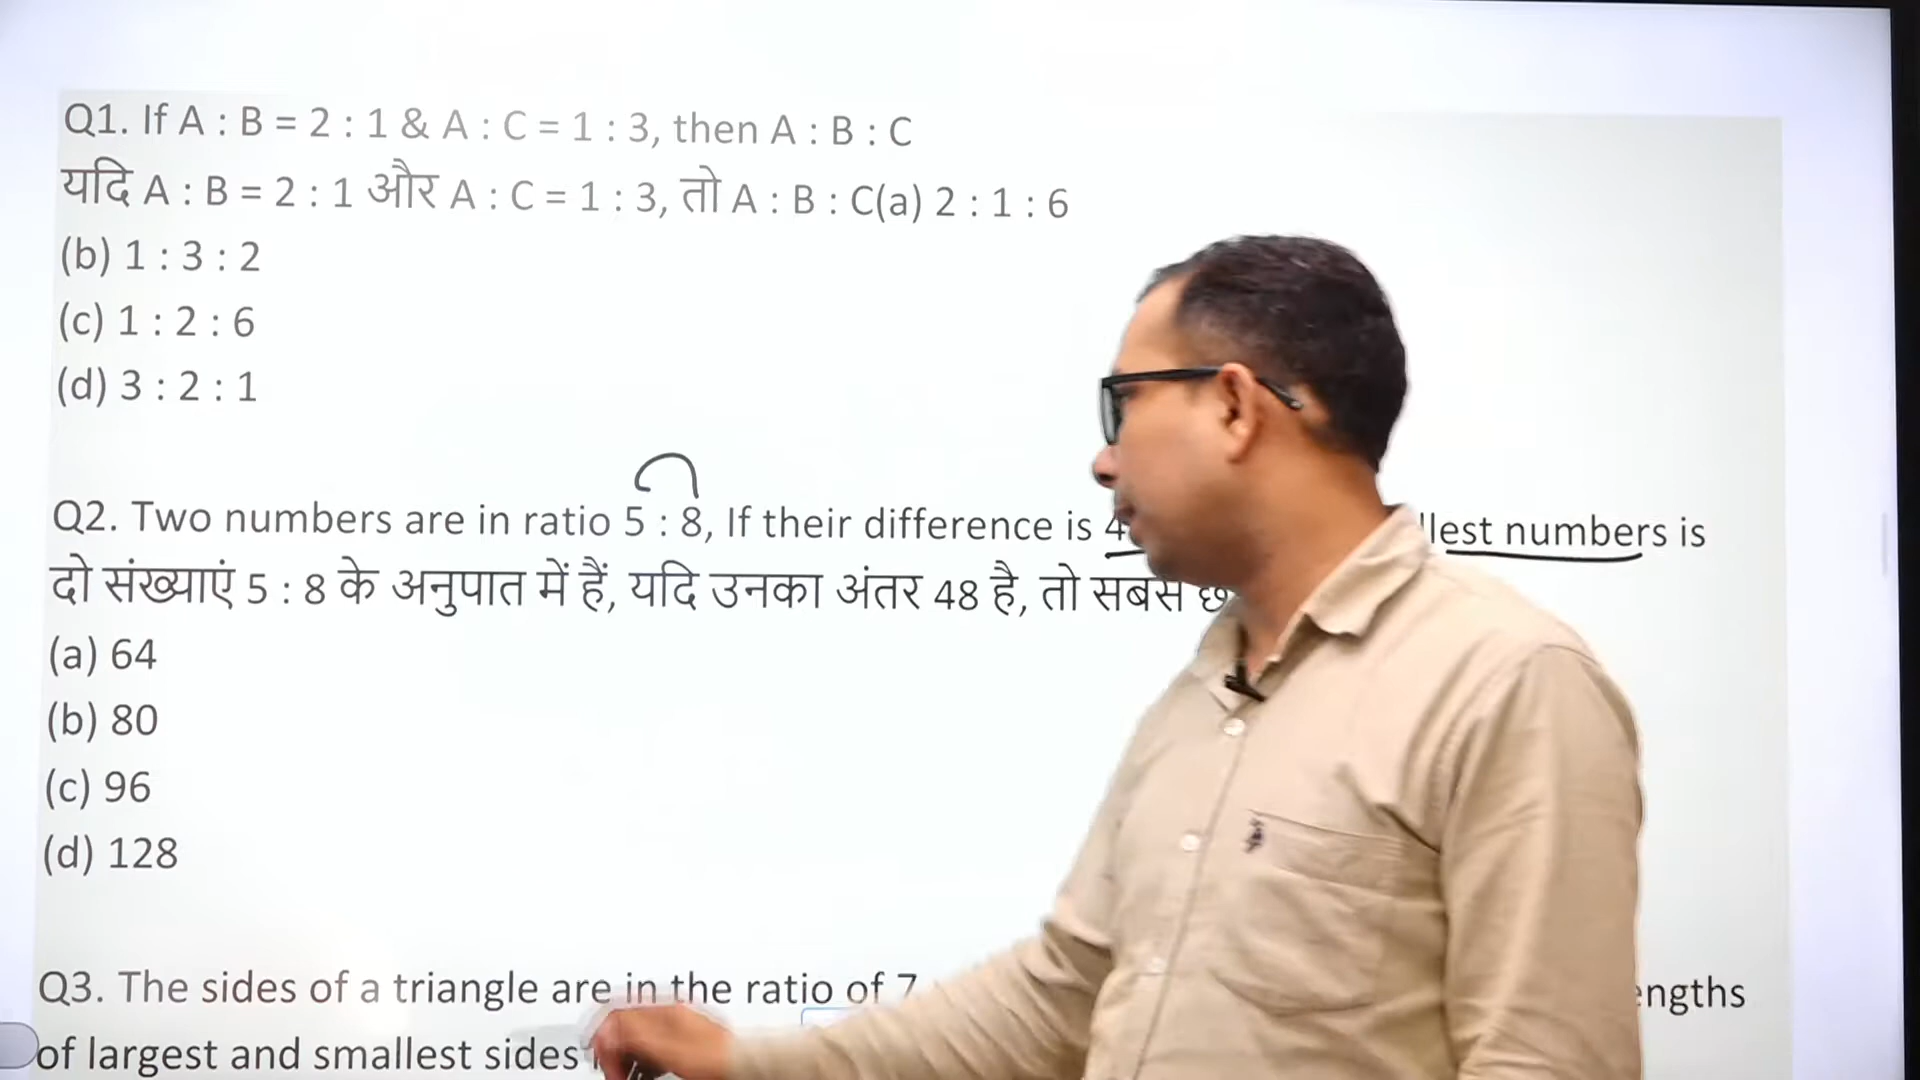 Q1. If A : B = 2 : 1 & A : C = 1 : 3, then A : B : C
यदि A : B = 2 : 1 और A : C = 1 : 3, तो A : B : C(a) 2 : 1 : 6
(b) 1 : 3 : 2
(c) 1 : 2 : 6
(d) 3 : 2 : 1
Q2. Two numbers are in ratio 5 : 8, If their difference is numbers is
दो संख्याएं 5 : 8 के अनुपात में हैं, यदि उनका अंतर 48 है, तो सबसे
(a) 64
(b) 80
(c) 96
(d) 128
Q3. The sides of a triangle are in the ratio of 7
of largest and smallest sides